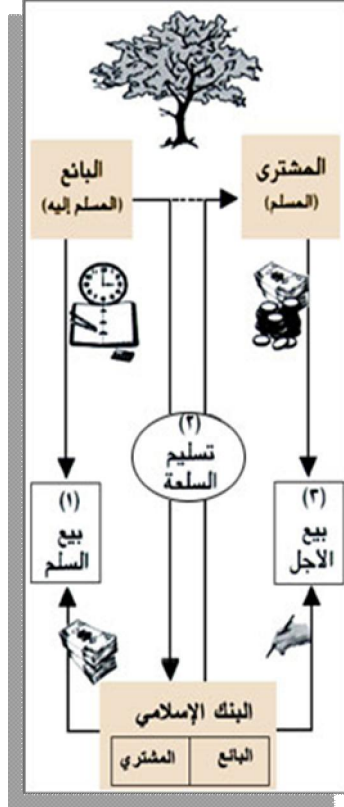 المشترى
(المسلم)
البائع
(المسلم إليه)
(٢)
تسليم
السلعة
(٣)
بيع
الأجل
(١)
بيع
السلم
البنك الإسلامي
البائع
المشتري